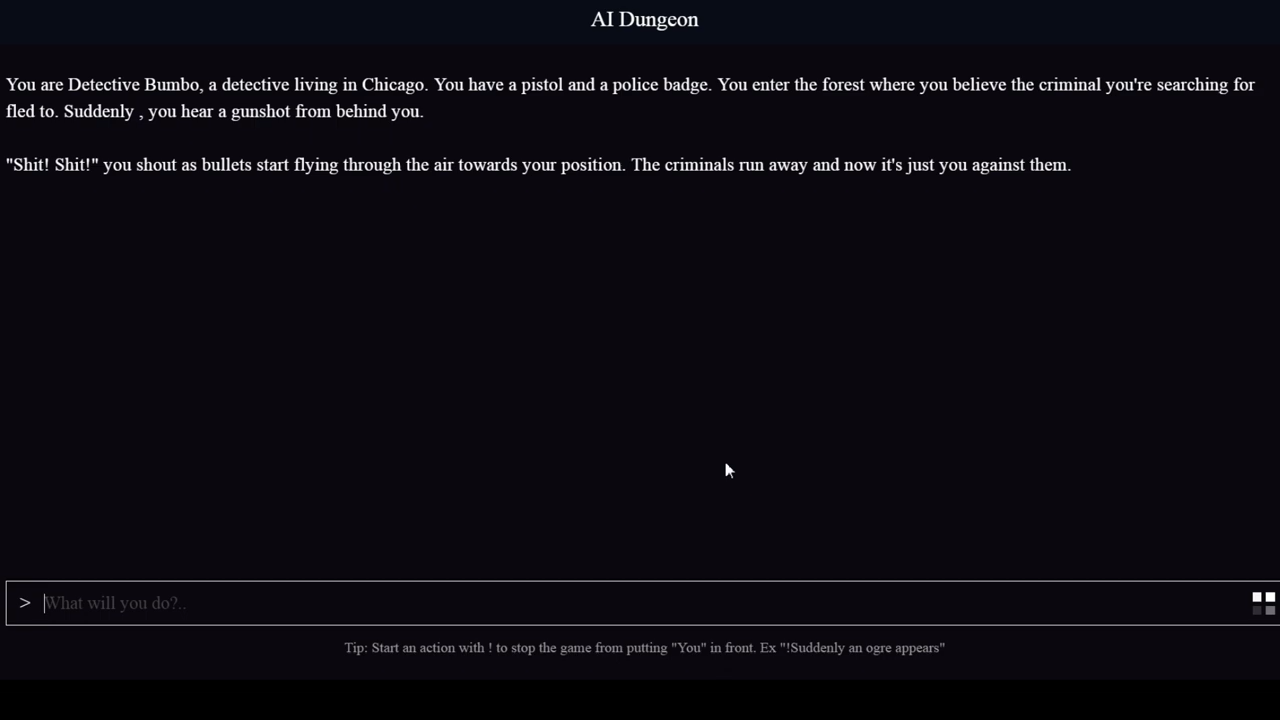 AI Dungeon
You are Detective Bumbo, a detective living in Chicago. You have a pistol and a police badge. You enter the forest where you believe the criminal you're searching for
fled to. Suddenly , you hear a gunshot from behind you.
"Shit! Shit!" you shout as bullets start flying through the air towards your position. The criminals run away and now it's just you against them.
> What will you do?..
Tip: Start an action with ! to stop the game from putting "You" in front. Ex "!Suddenly an ogre appears"